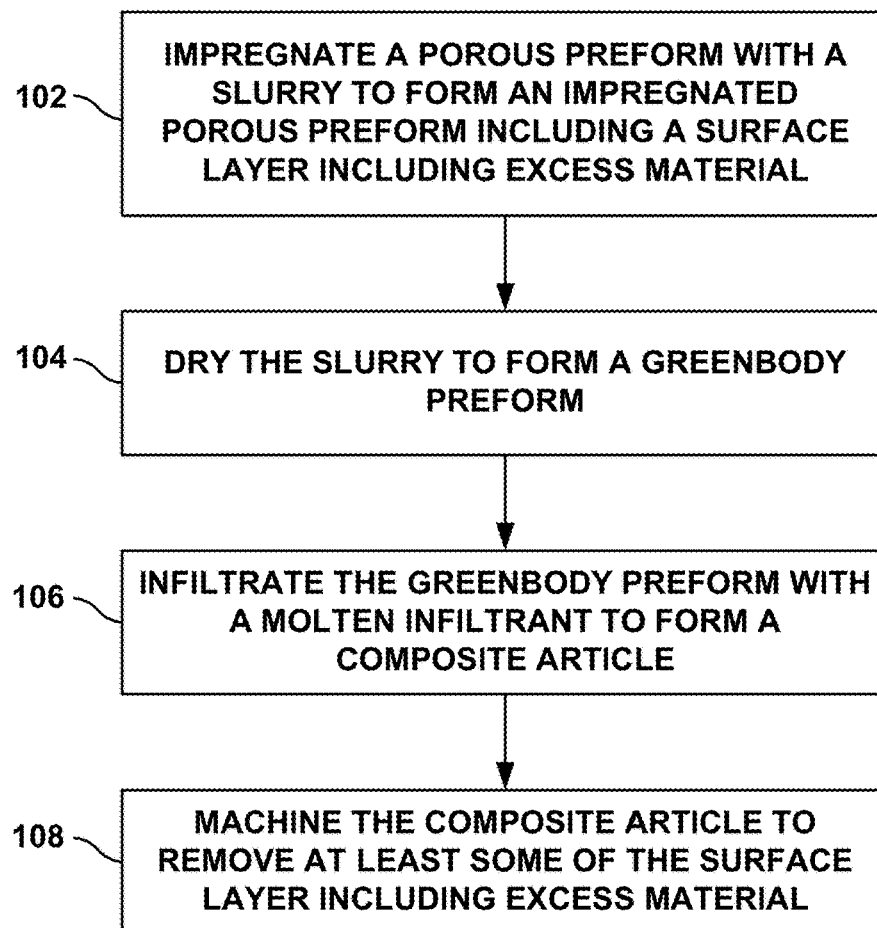 102
IMPREGNATE A POROUS PREFORM WITH A
SLURRY TO FORM AN IMPREGNATED
POROUS PREFORM INCLUDING A SURFACE
LAYER INCLUDING EXCESS MATERIAL
104
DRY THE SLURRY TO FORM A GREENBODY
PREFORM
106
INFILTRATE THE GREENBODY PREFORM WITH
A MOLTEN INFILTRANT TO FORM A
COMPOSITE ARTICLE
108
MACHINE THE COMPOSITE ARTICLE TO
REMOVE AT LEAST SOME OF THE SURFACE
LAYER INCLUDING EXCESS MATERIAL